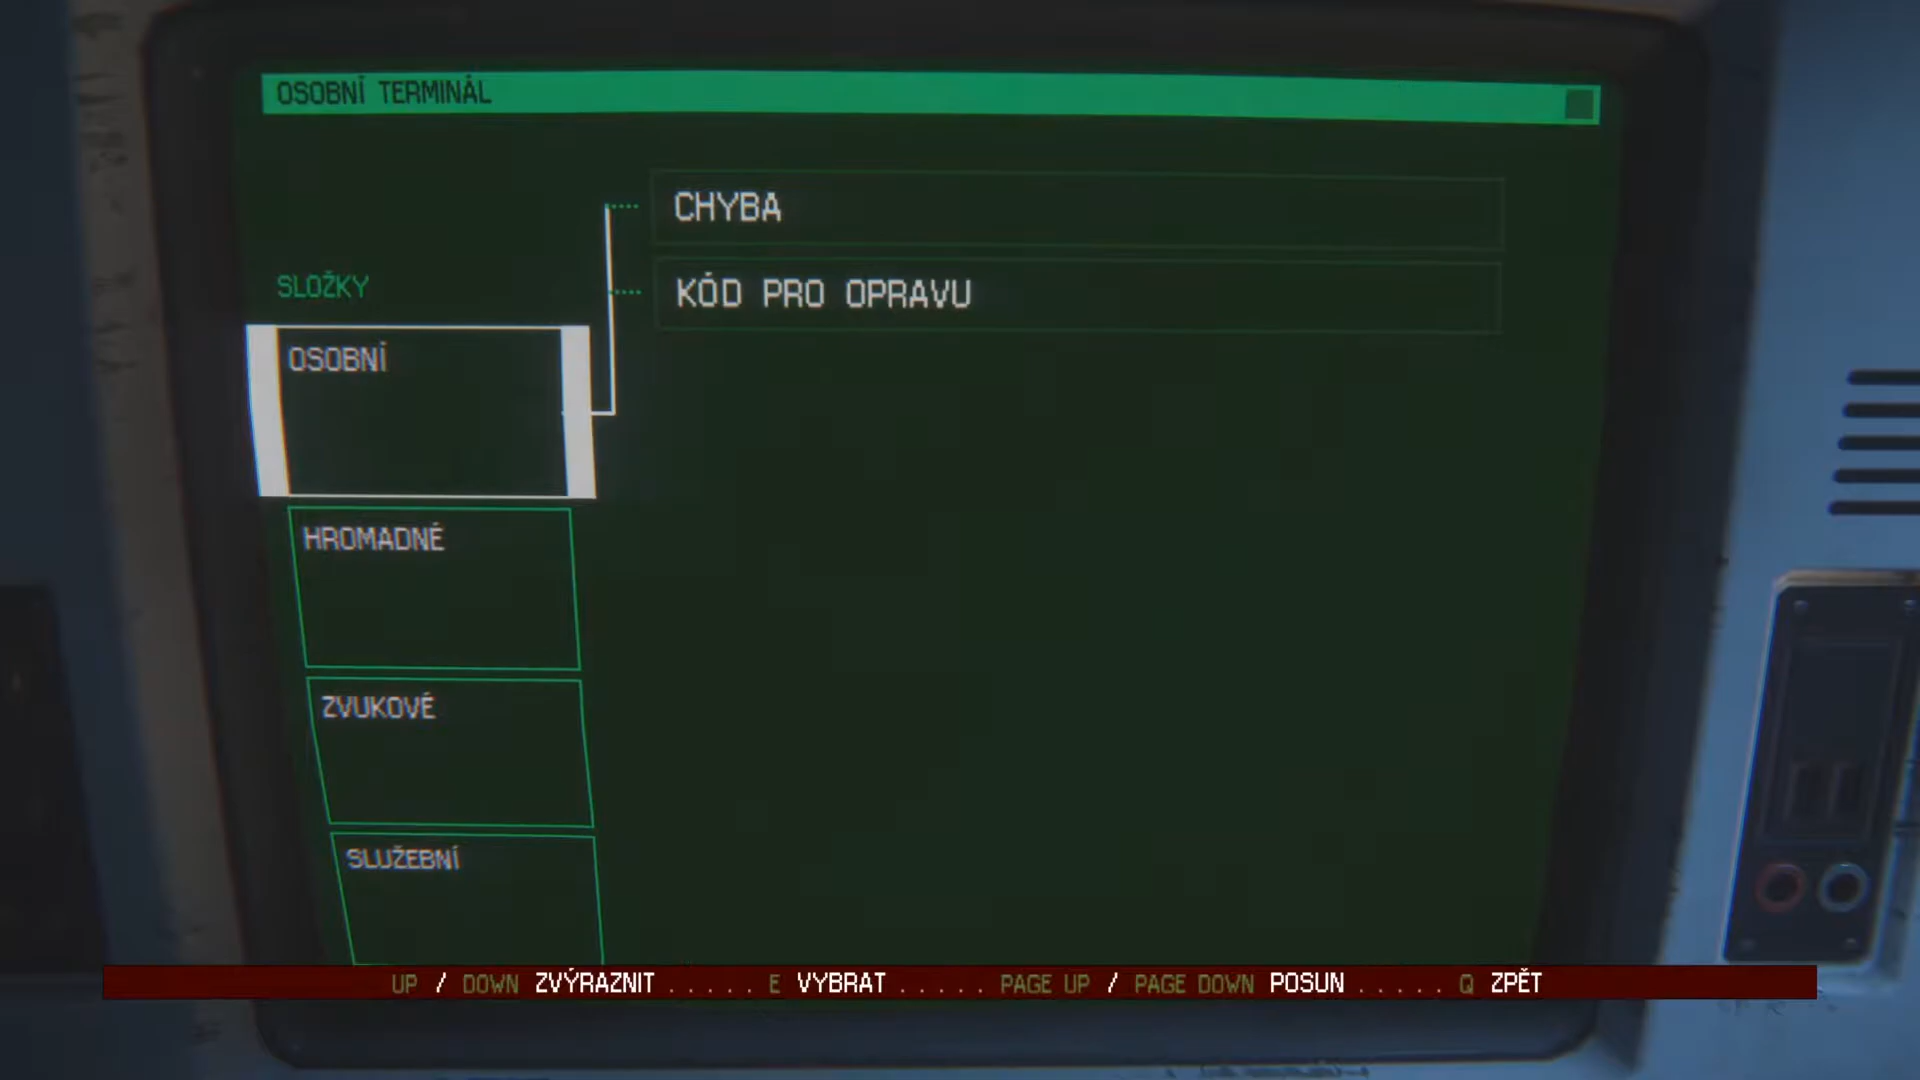 OSOBNÍ TERMINÁL
CHYBA
KÓD PRO OPRAVU
SLOŽKY
OSOBNÍ
HROMADNÉ
ZVUKOVÉ
SLUŽEBNÍ
UP / DOWN ZVÝRAZNIT ..... E VYBRAT ..... PAGE UP / PAGE DOWN POSUN ..... Q ZPĚT